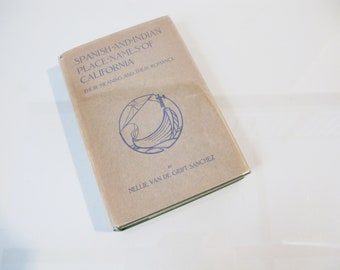 SPANISH AND INDIAN
PLACE NAMES OF
CALIFORNIA
THEIR MEANING AND THEIR ROMANCE
BY
NELLIE VAN DE GRIFT SANCHEZ